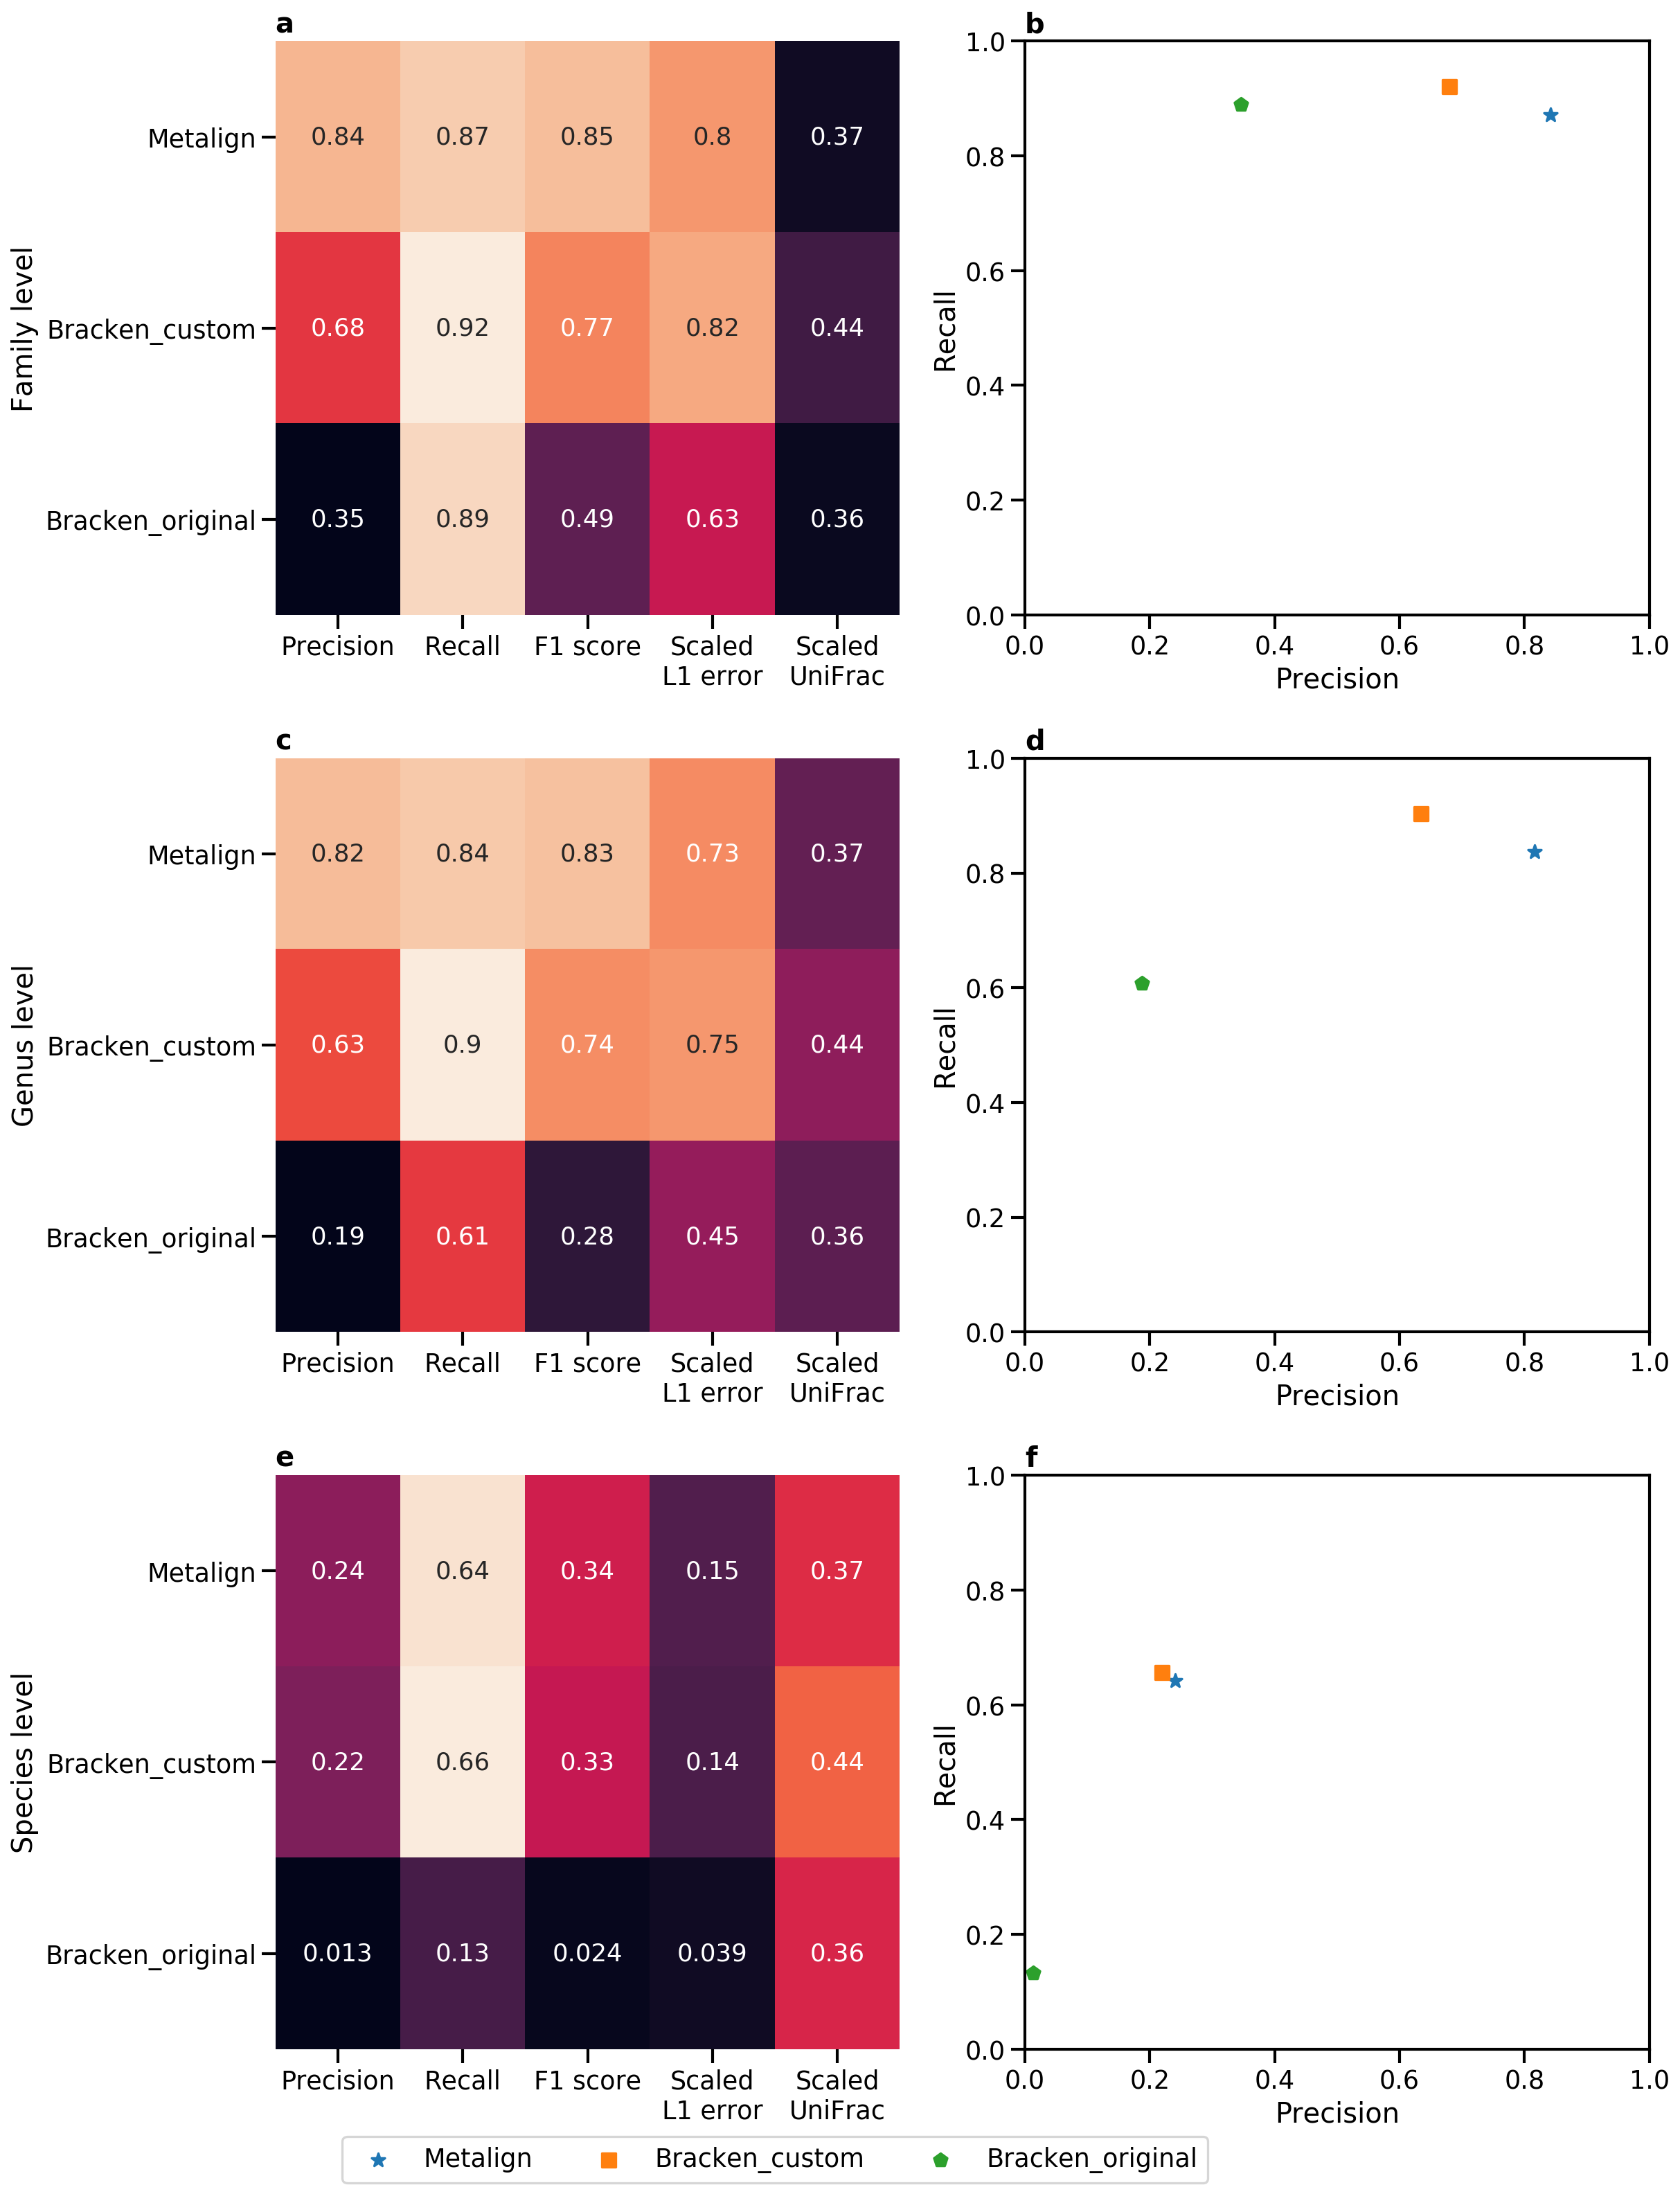 a
Family level
Metalign
0.84 0.87 0.85 0.8 0.37
Bracken_custom
0.68 0.92 0.77 0.82 0.44
Bracken_original
0.35 0.89 0.49 0.63 0.36
Precision Recall F1 score Scaled L1 error Scaled UniFrac
b
Recall
1.0
0.8
0.6
0.4
0.2
0.0
0.0 0.2 0.4 0.6 0.8 1.0
Precision
c
Genus level
Metalign
0.82 0.84 0.83 0.73 0.37
Bracken_custom
0.63 0.9 0.74 0.75 0.44
Bracken_original
0.19 0.61 0.28 0.45 0.36
Precision Recall F1 score Scaled L1 error Scaled UniFrac
d
Recall
1.0
0.8
0.6
0.4
0.2
0.0
0.0 0.2 0.4 0.6 0.8 1.0
Precision
e
Species level
Metalign
0.24 0.64 0.34 0.15 0.37
Bracken_custom
0.22 0.66 0.33 0.14 0.44
Bracken_original
0.013 0.13 0.024 0.039 0.36
Precision Recall F1 score Scaled L1 error Scaled UniFrac
f
Recall
1.0
0.8
0.6
0.4
0.2
0.0
0.0 0.2 0.4 0.6 0.8 1.0
Precision
Metalign Bracken_custom Bracken_original